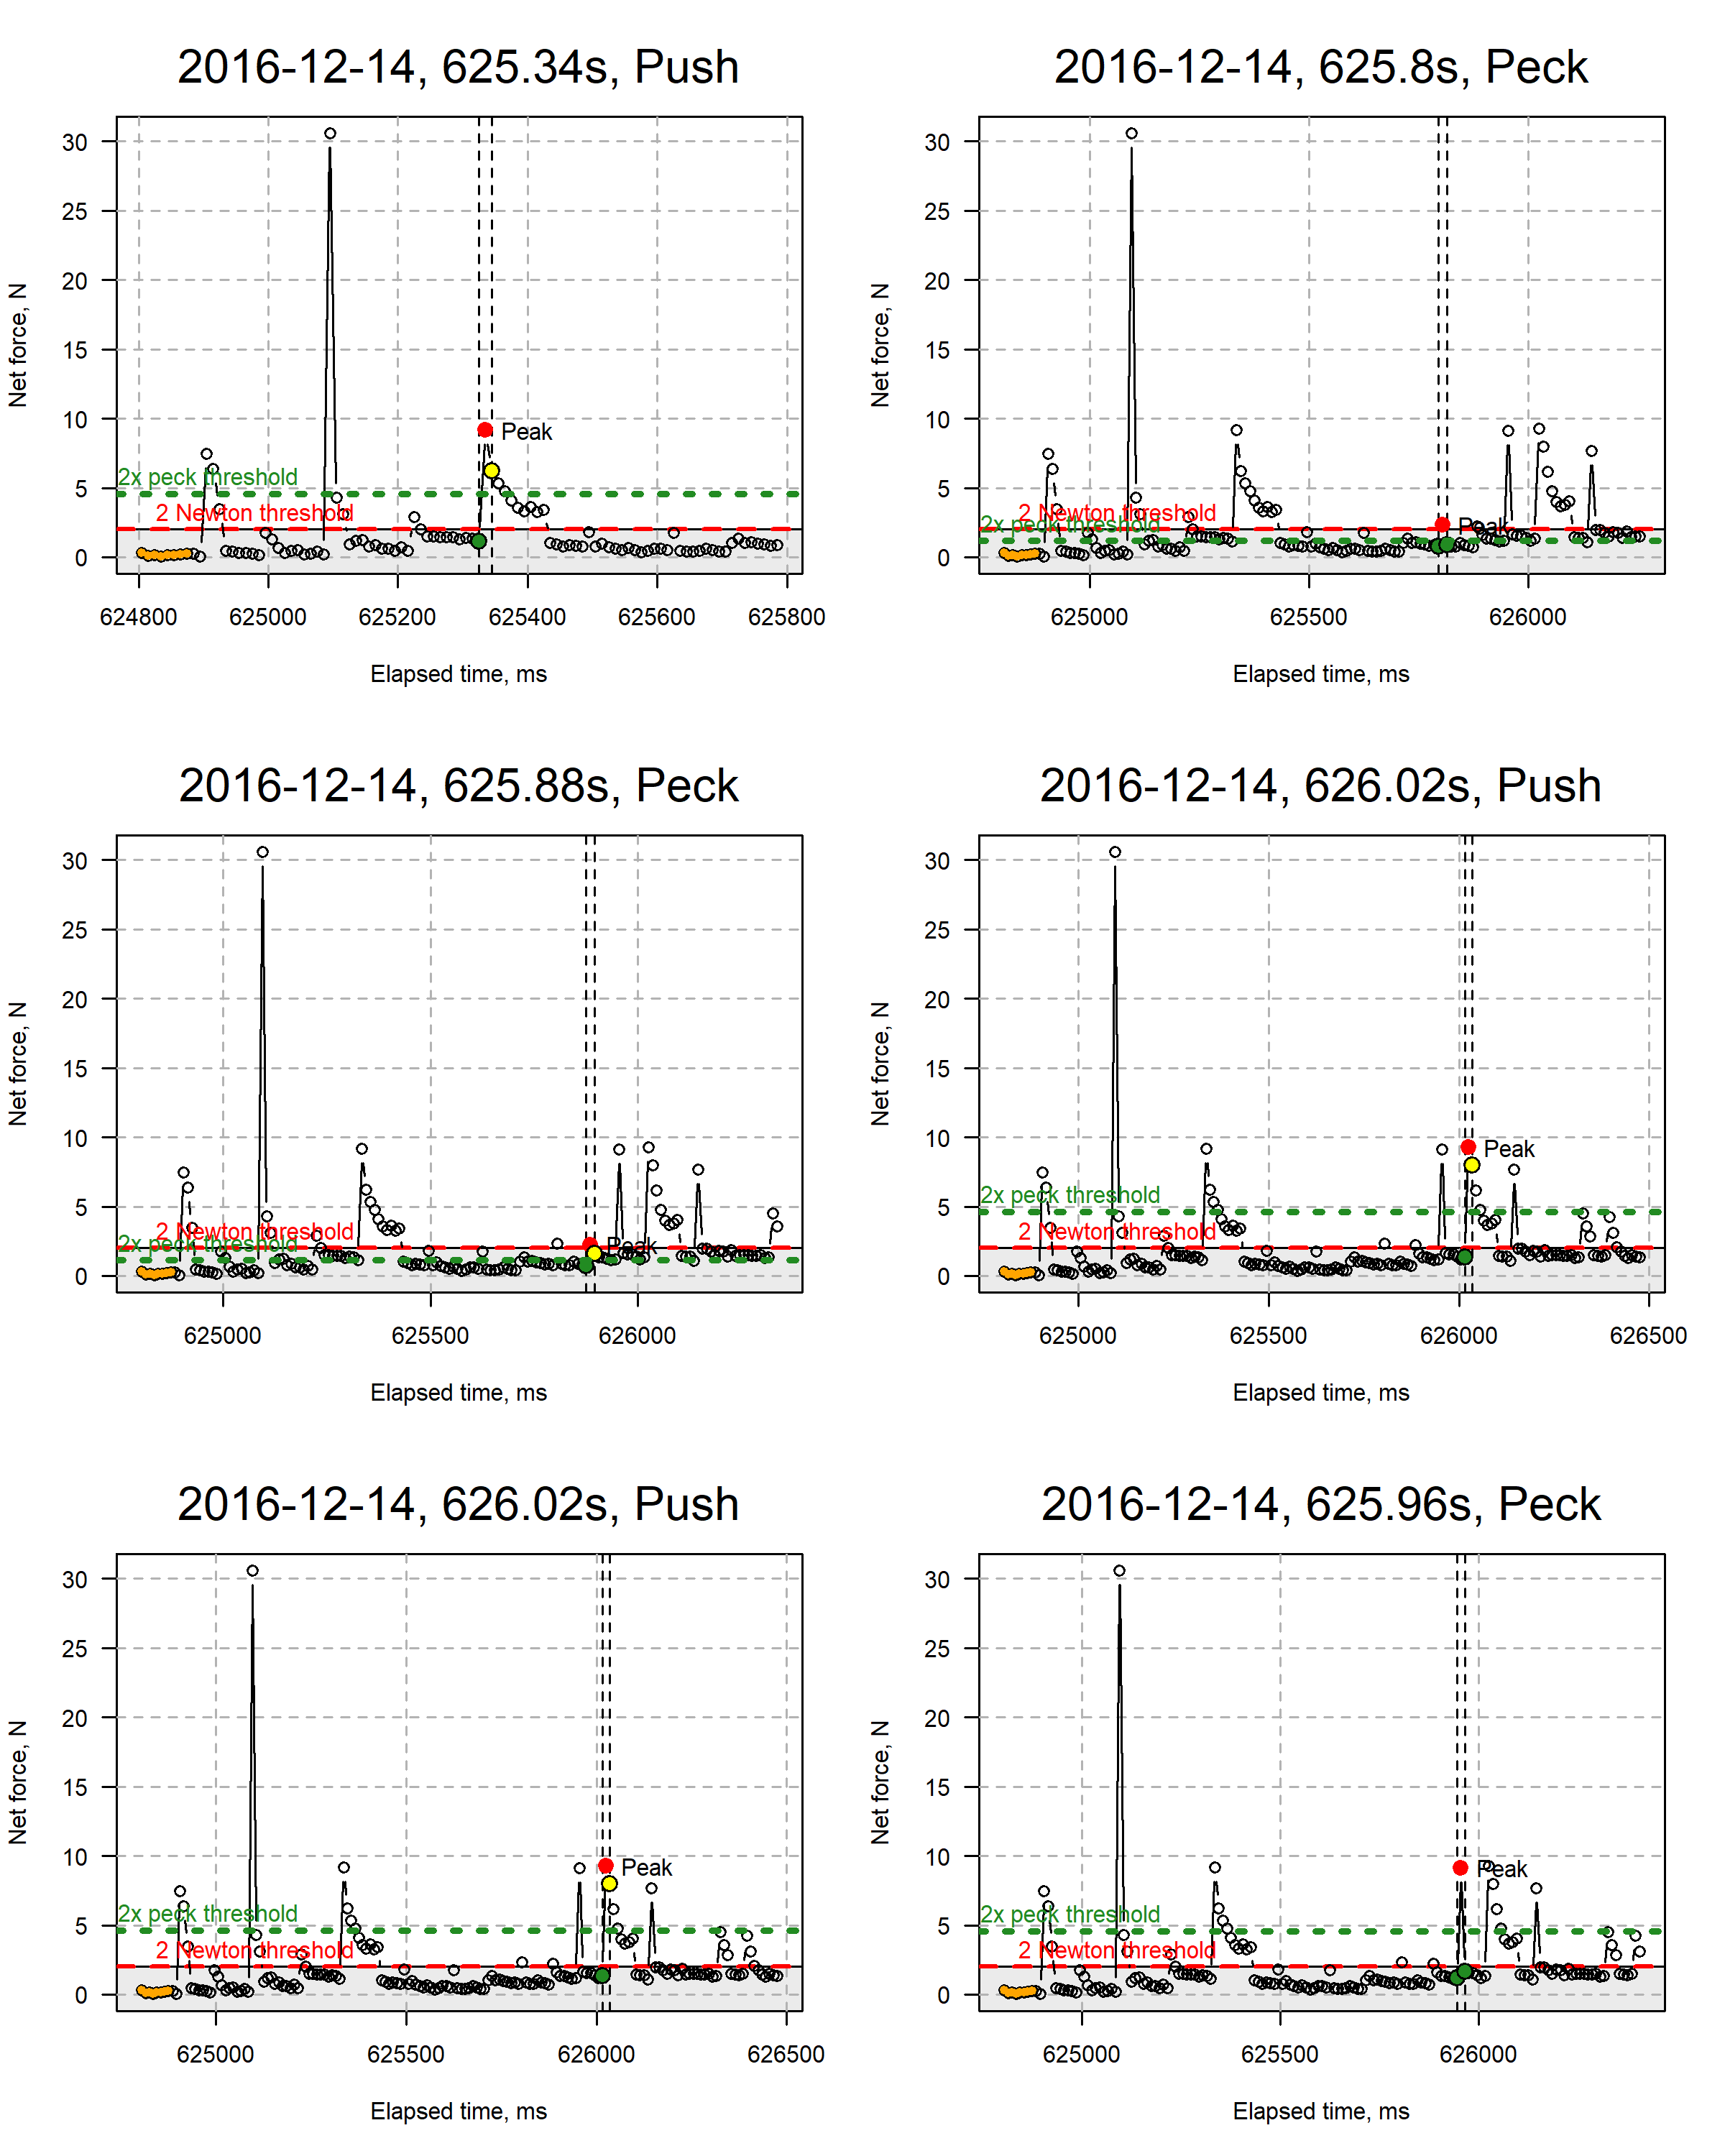 2016-12-14, 625.34s, Push
Net force, N
30
25
20
15
10
5
0
Peak
2x peck threshold
2 Newton threshold
624800 625000 625200 625400 625600 625800
Elapsed time, ms
2016-12-14, 625.8s, Peck
Net force, N
30
25
20
15
10
5
0
2 Newton threshold
2x peck threshold
Peak
625000 625500 626000
Elapsed time, ms
2016-12-14, 625.88s, Peck
Net force, N
30
25
20
15
10
5
0
2 Newton threshold
2x peck threshold
Peak
625000 625500 626000
Elapsed time, ms
2016-12-14, 626.02s, Push
Net force, N
30
25
20
15
10
5
0
Peak
2x peck threshold
2 Newton threshold
625000 625500 626000 626500
Elapsed time, ms
2016-12-14, 626.02s, Push
Net force, N
30
25
20
15
10
5
0
Peak
2x peck threshold
2 Newton threshold
625000 625500 626000 626500
Elapsed time, ms
2016-12-14, 625.96s, Peck
Net force, N
30
25
20
15
10
5
0
Peak
2x peck threshold
2 Newton threshold
625000 625500 626000
Elapsed time, ms